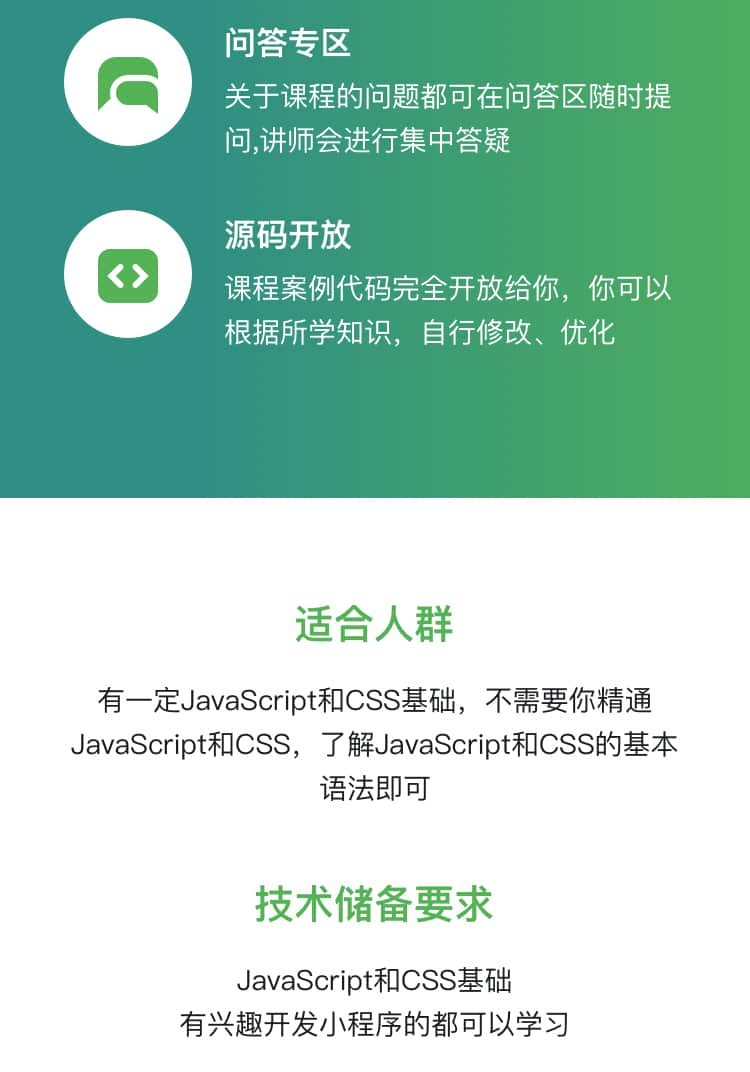 问答专区
关于课程的问题都可在问答区随时提
问,讲师会进行集中答疑
源码开放
课程案例代码完全开放给你，你可以
根据所学知识，自行修改、优化
适合人群
有一定JavaScript和CSS基础，不需要你精通
JavaScript和CSS，了解JavaScript和CSS的基本
语法即可
技术储备要求
JavaScript和CSS基础
有兴趣开发小程序的都可以学习